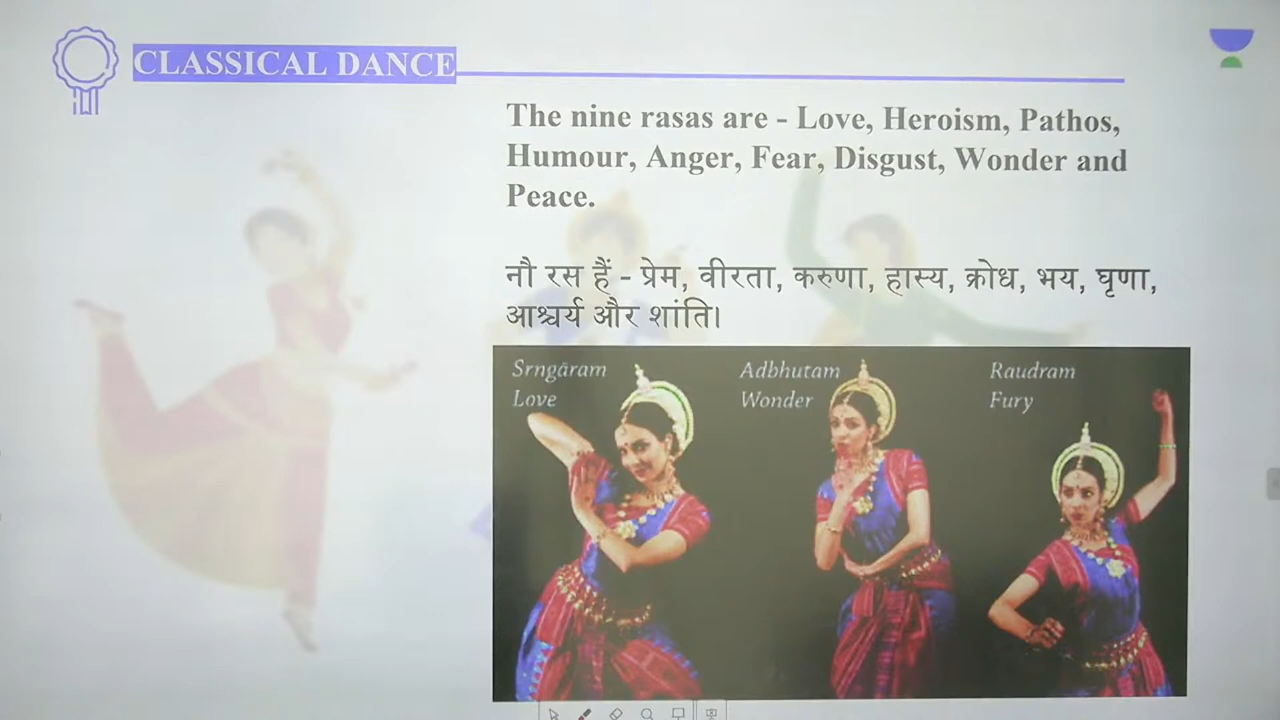 CLASSICAL DANCE
The nine rasas are - Love, Heroism, Pathos,
Humour, Anger, Fear, Disgust, Wonder and
Peace.
नौ रस हैं - प्रेम, वीरता, करुणा, हास्य, क्रोध, भय, घृणा,
आश्चर्य और शांति।
Srngāram
Love
Adbhutam
Wonder
Raudram
Fury